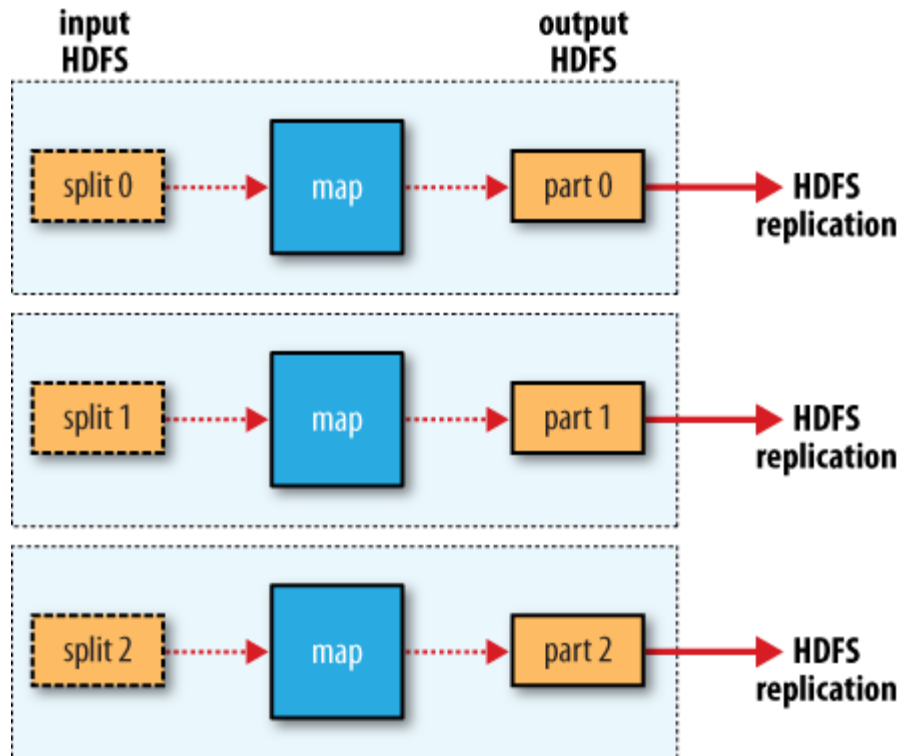 input
HDFS
output
HDFS
split 0
map
part 0
HDFS
replication
split 1
map
part 1
HDFS
replication
split 2
map
part 2
HDFS
replication